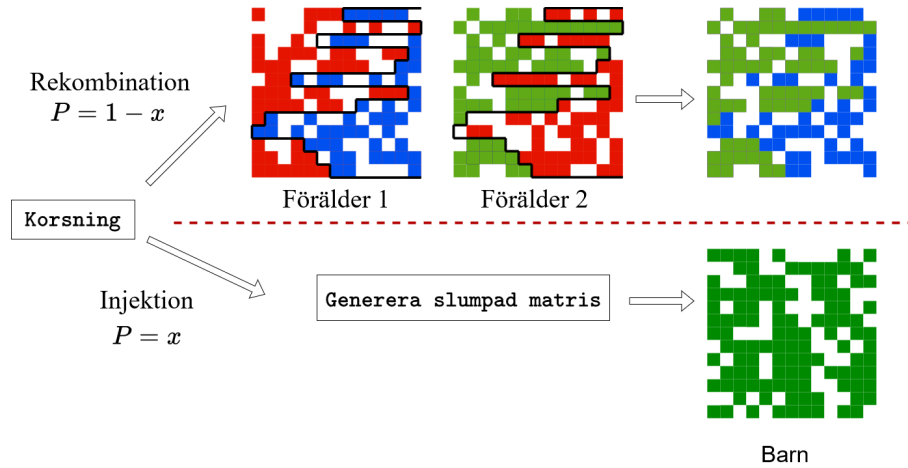 Rekombination
P = 1 − x
Förälder 1
Förälder 2
Korsning
Injektion
P = x
Generera slumpad matris
Barn